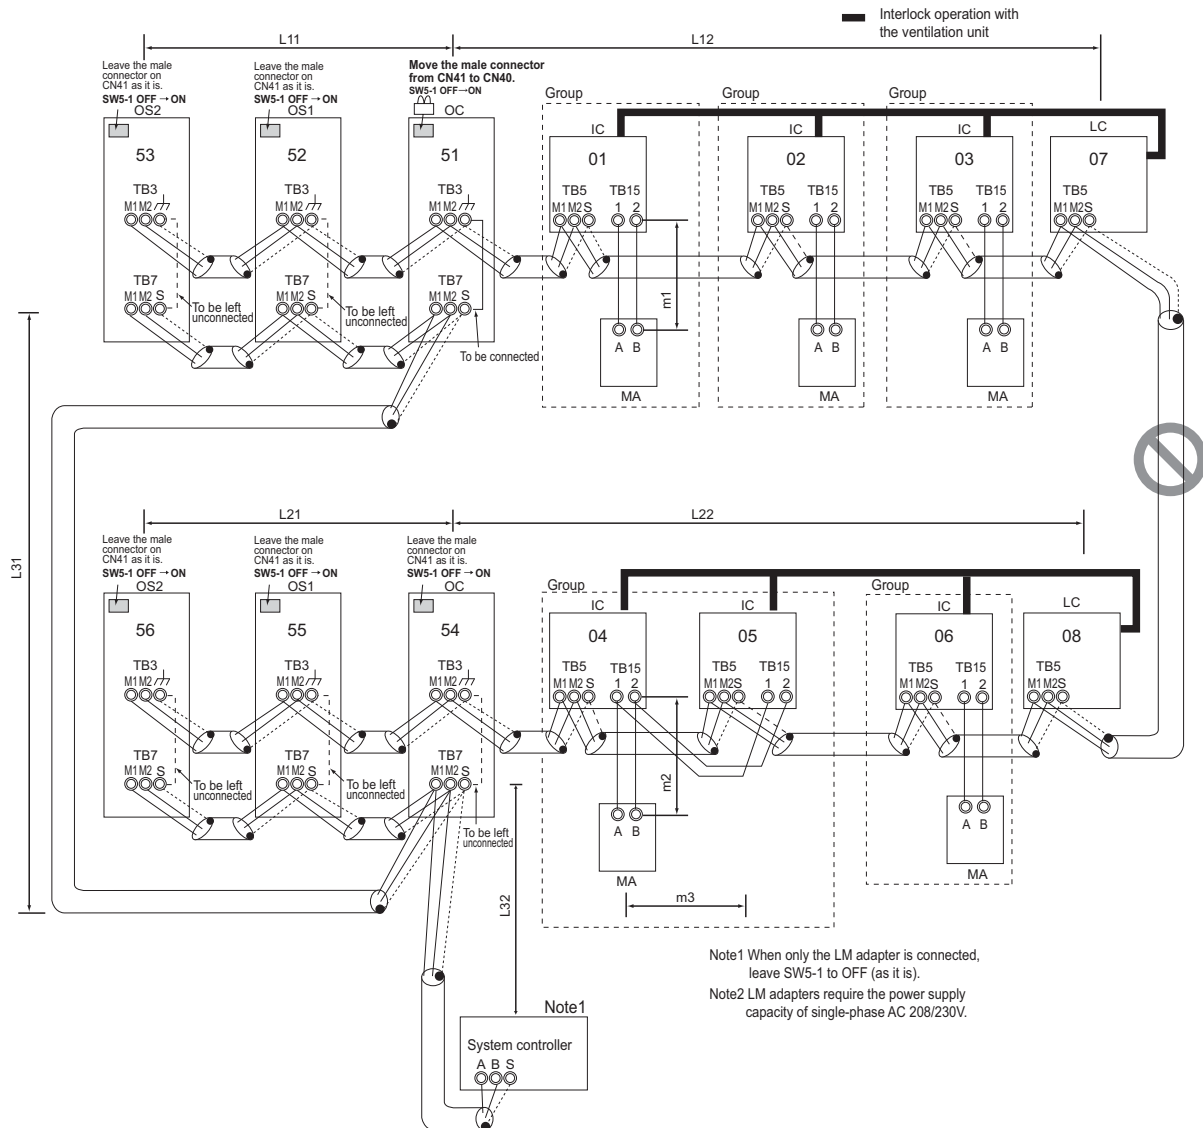 Interlock operation with
the ventilation unit
L11
L12
Leave the male
connector on
CN41 as it is.
SW5-1 OFF → ON
OS2
Leave the male
connector on
CN41 as it is.
SW5-1 OFF → ON
OS1
Move the male connector
from CN41 to CN40.
SW5-1 OFF→ON
OC
Group
Group
Group
IC
IC
IC
LC
53
52
51
01
02
03
07
TB3
TB3
TB3
TB5 TB15
TB5 TB15
TB5 TB15
TB5
M1 M2
M1 M2
M1 M2
M1 M2 S 1 2
M1 M2 S 1 2
M1 M2 S 1 2
M1 M2 S
TB7
TB7
TB7
M1 M2 S
M1 M2 S
M1 M2 S
To be left
unconnected
To be left
unconnected
To be connected
m1
A B
A B
A B
MA
MA
MA
L31
L21
L22
Leave the male
connector on
CN41 as it is.
SW5-1 OFF → ON
OS2
Leave the male
connector on
CN41 as it is.
SW5-1 OFF → ON
OS1
Leave the male
connector on
CN41 as it is.
SW5-1 OFF → ON
OC
Group
Group
IC
IC
IC
LC
56
55
54
04
05
06
08
TB3
TB3
TB3
TB5 TB15
TB5 TB15
TB5 TB15
TB5
M1 M2
M1 M2
M1 M2
M1 M2 S 1 2
M1 M2 S 1 2
M1 M2 S 1 2
M1 M2 S
TB7
TB7
TB7
M1 M2 S
M1 M2 S
M1 M2 S
To be left
unconnected
To be left
unconnected
To be left
unconnected
m2
A B
A B
MA
MA
m3
L32
Note1 When only the LM adapter is connected,
leave SW5-1 to OFF (as it is).
Note2 LM adapters require the power supply
capacity of single-phase AC 208/230V.
Note1
System controller
A B S